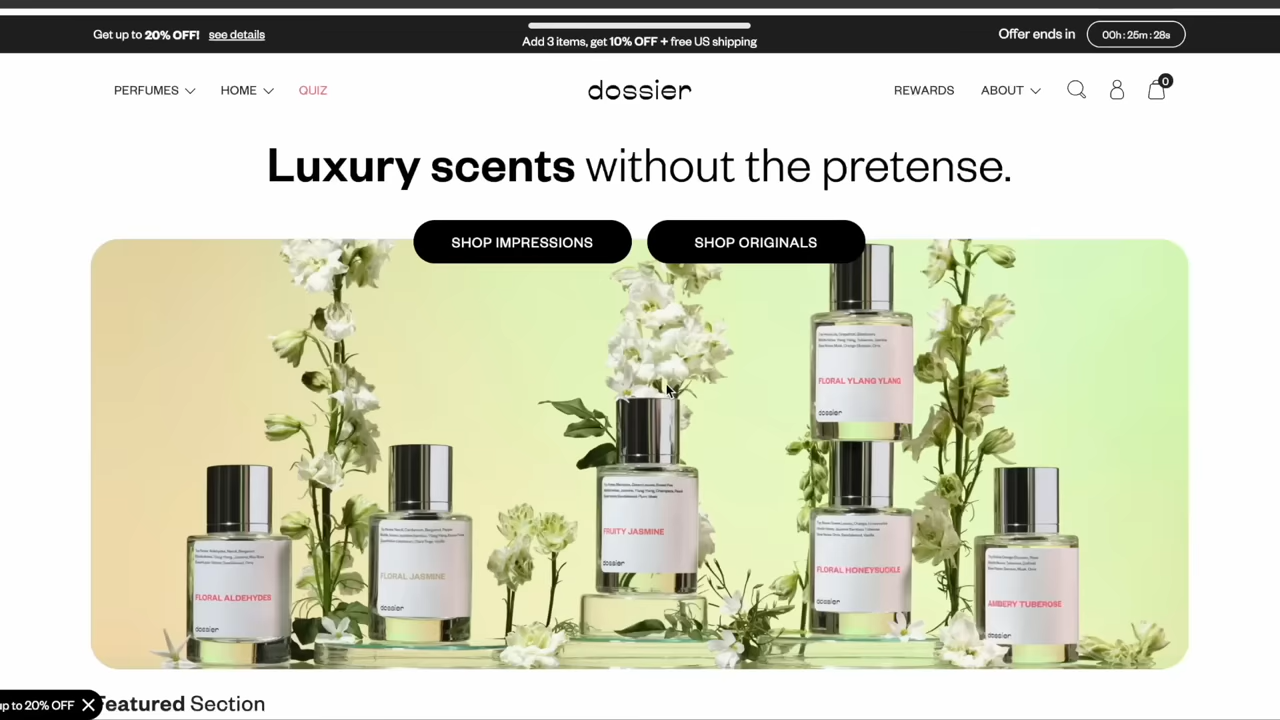 Get up to 20% OFF! see details
Add 3 items, get 10% OFF + free US shipping
Offer ends in 00h : 25m : 28s
PERFUMES HOME QUIZ
dossier
REWARDS ABOUT 0
Luxury scents without the pretense.
SHOP IMPRESSIONS SHOP ORIGINALS
FLORAL YLANG YLANG
dossier
FRUITY JASMINE
dossier
FLORAL HONEYSUCKLE
dossier
FLORAL JASMINE
dossier
FLORAL ALDEHYDES
dossier
AMBERY TUBEROSE
dossier
up to 20% OFF
Featured Section